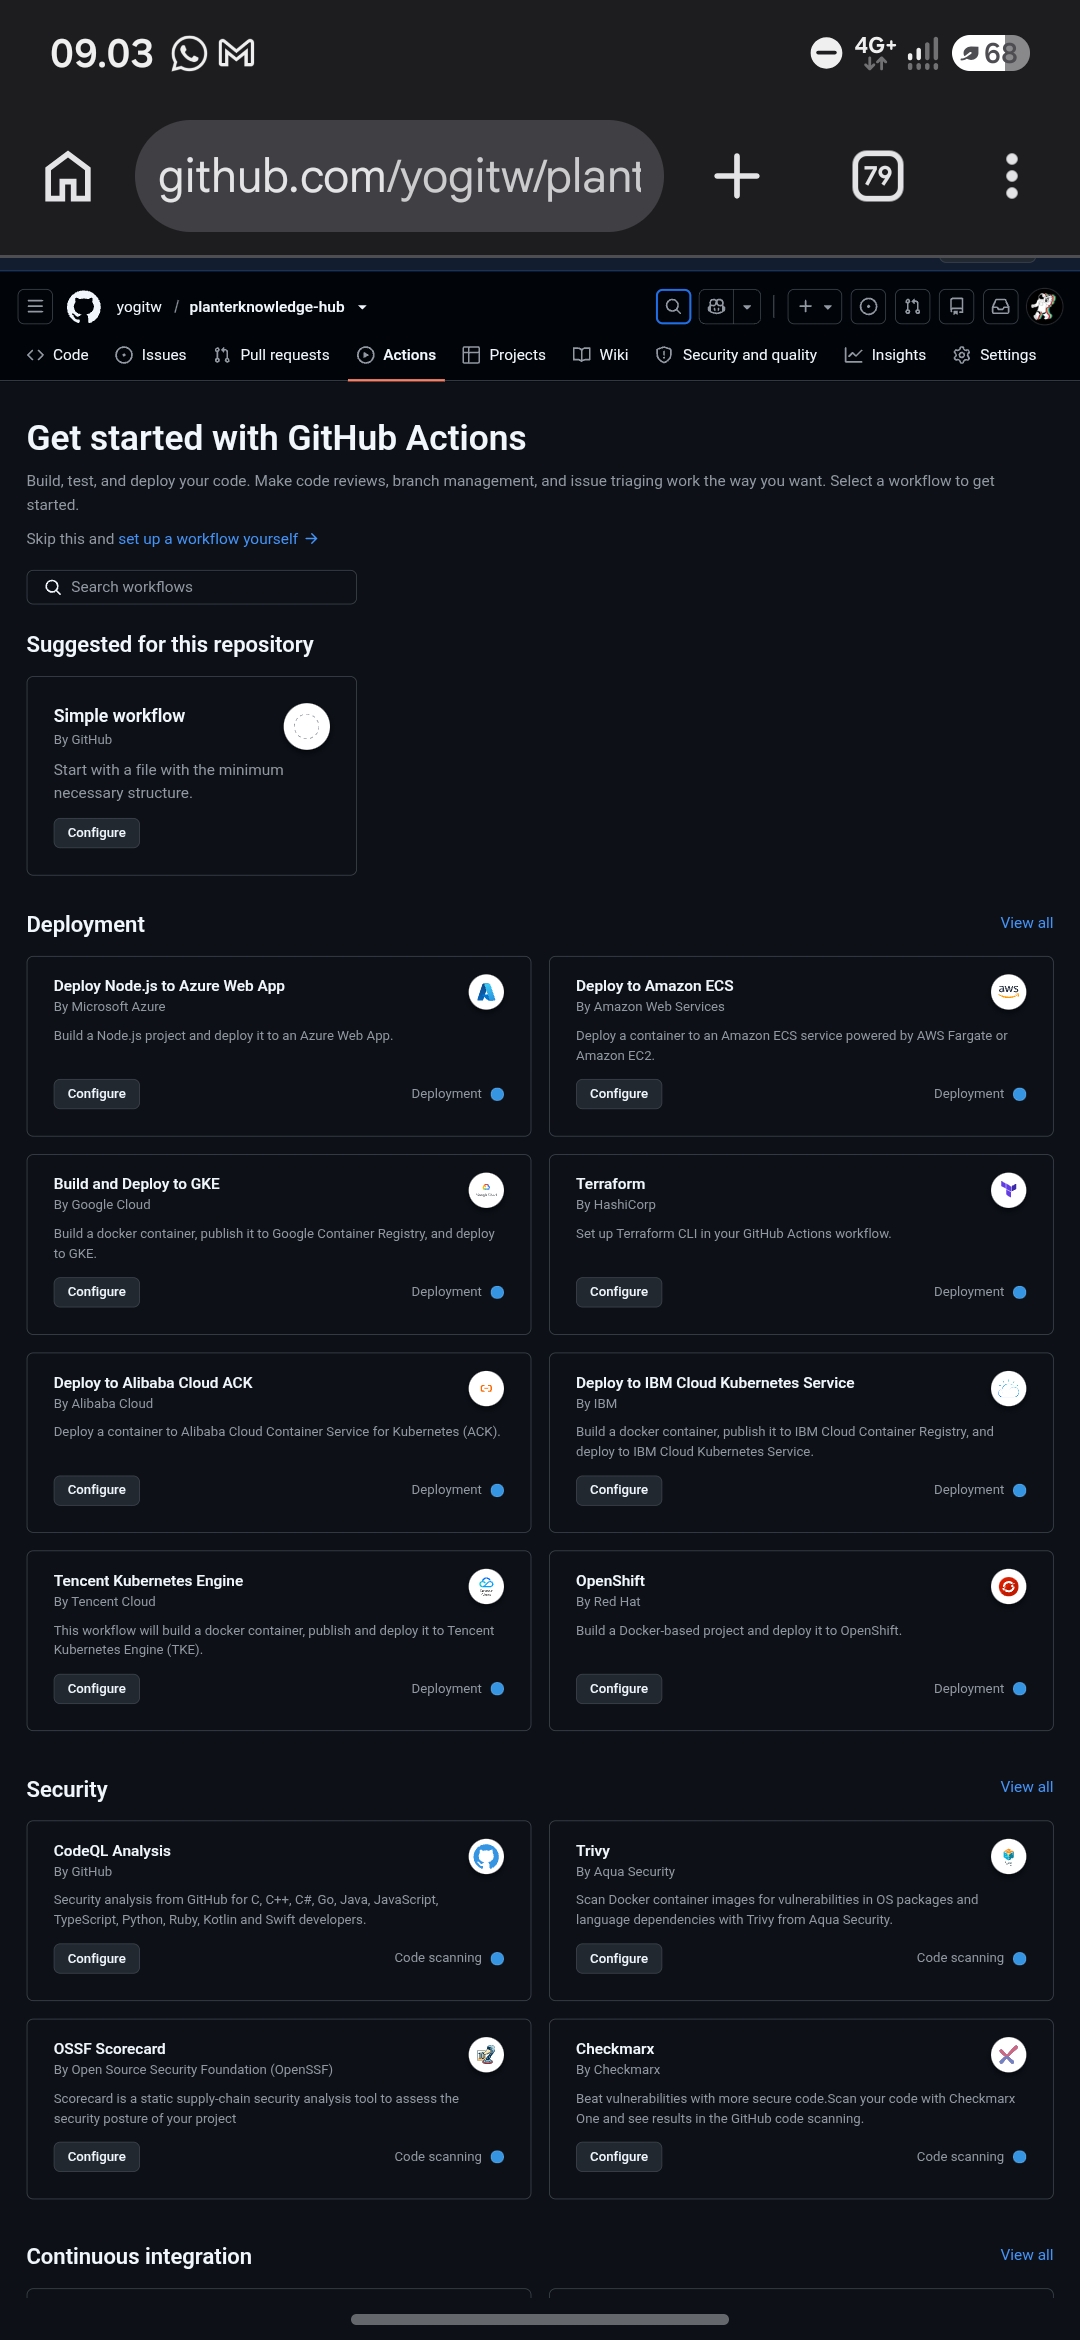 09.03
4G+
68
github.com/yogitw/plant
79
yogitw / planterknowledge-hub
Code Issues Pull requests Actions Projects Wiki Security and quality Insights Settings
Get started with GitHub Actions
Build, test, and deploy your code. Make code reviews, branch management, and issue triaging work the way you want. Select a workflow to get
started.
Skip this and set up a workflow yourself →
Search workflows
Suggested for this repository
Simple workflow
By GitHub
Start with a file with the minimum
necessary structure.
Configure
Deployment View all
Deploy Node.js to Azure Web App
By Microsoft Azure
Build a Node.js project and deploy it to an Azure Web App.
Configure Deployment
Deploy to Amazon ECS
aws
By Amazon Web Services
Deploy a container to an Amazon ECS service powered by AWS Fargate or
Amazon EC2.
Configure Deployment
Build and Deploy to GKE
By Google Cloud
Build a docker container, publish it to Google Container Registry, and deploy
to GKE.
Configure Deployment
Terraform
By HashiCorp
Set up Terraform CLI in your GitHub Actions workflow.
Configure Deployment
Deploy to Alibaba Cloud ACK
By Alibaba Cloud
Deploy a container to Alibaba Cloud Container Service for Kubernetes (ACK).
Configure Deployment
Deploy to IBM Cloud Kubernetes Service
By IBM
Build a docker container, publish it to IBM Cloud Container Registry, and
deploy to IBM Cloud Kubernetes Service.
Configure Deployment
Tencent Kubernetes Engine
By Tencent Cloud
This workflow will build a docker container, publish and deploy it to Tencent
Kubernetes Engine (TKE).
Configure Deployment
OpenShift
By Red Hat
Build a Docker-based project and deploy it to OpenShift.
Configure Deployment
Security View all
CodeQL Analysis
By GitHub
Security analysis from GitHub for C, C++, C#, Go, Java, JavaScript,
TypeScript, Python, Ruby, Kotlin and Swift developers.
Configure Code scanning
Trivy
By Aqua Security
Scan Docker container images for vulnerabilities in OS packages and
language dependencies with Trivy from Aqua Security.
Configure Code scanning
OSSF Scorecard
By Open Source Security Foundation (OpenSSF)
Scorecard is a static supply-chain security analysis tool to assess the
security posture of your project
Configure Code scanning
Checkmarx
By Checkmarx
Beat vulnerabilities with more secure code.Scan your code with Checkmarx
One and see results in the GitHub code scanning.
Configure Code scanning
Continuous integration View all